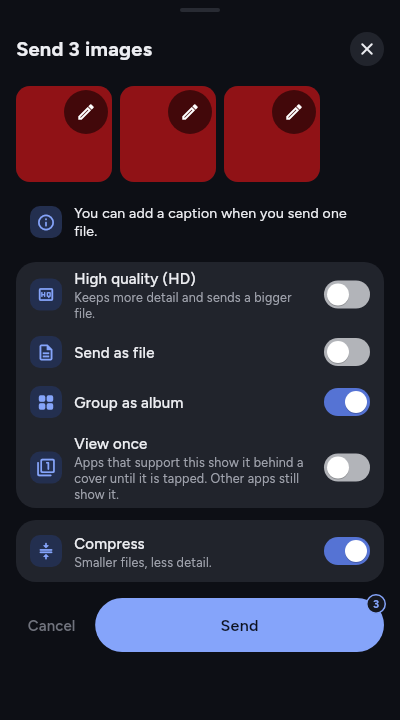 Send 3 images
You can add a caption when you send one
file.
High quality (HD)
Keeps more detail and sends a bigger
file.
HQ
Send as file
Group as album
View once
Apps that support this show it behind a
cover until it is tapped. Other apps still
show it.
1
Compress
Smaller files, less detail.
Cancel
Send
3